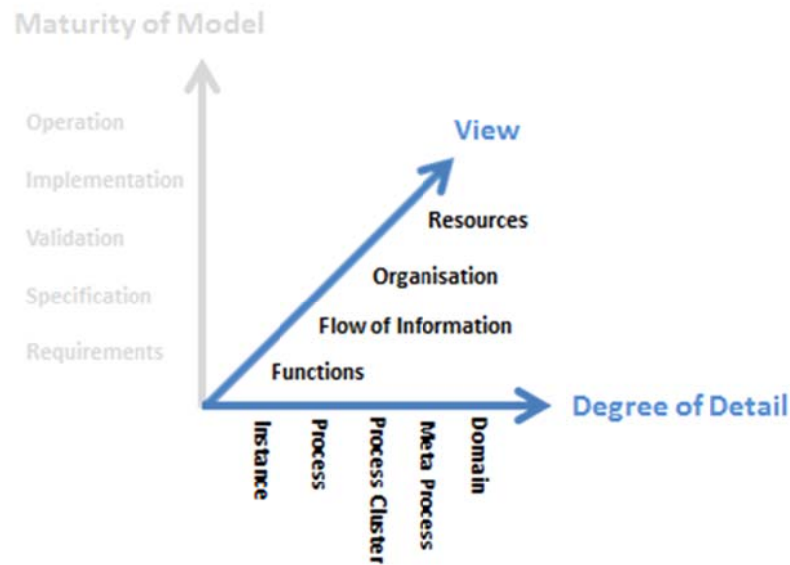 Maturity of Model
Operation
Implementation
Validation
Specification
Requirements
View
Resources
Organisation
Flow of Information
Functions
Degree of Detail
Instance
Process
Process Cluster
Meta Process
Domain